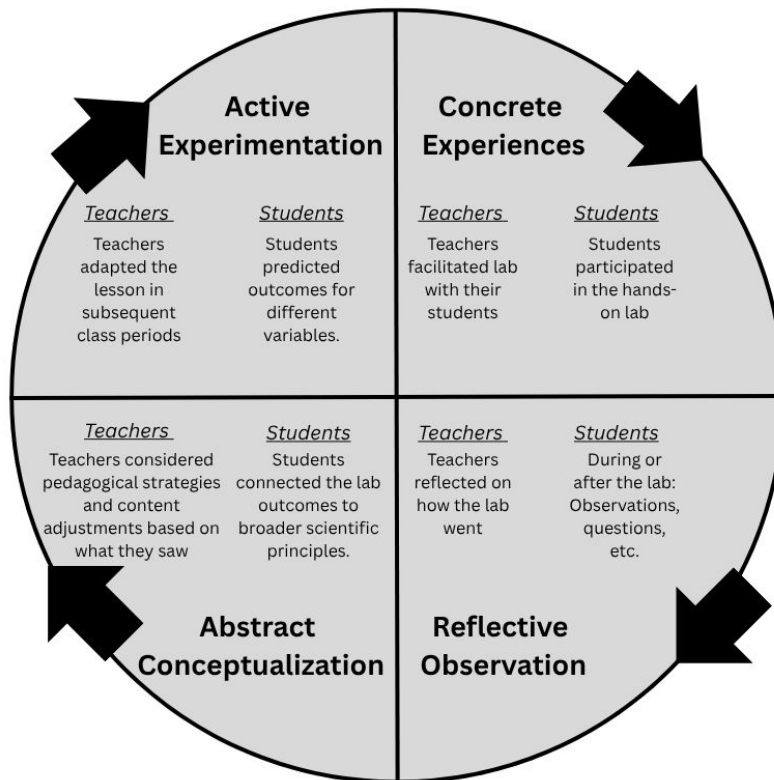 Active
Experimentation
Teachers
Teachers
adapted the
lesson in
subsequent
class periods
Students
Students
predicted
outcomes for
different
variables.
Concrete
Experiences
Teachers
Teachers
facilitated lab
with their
students
Students
Students
participated
in the hands-
on lab
Teachers
Teachers considered
pedagogical strategies
and content
adjustments based on
what they saw
Students
Students
connected the lab
outcomes to
broader scientific
principles.
Abstract
Conceptualization
Teachers
Teachers
reflected on
how the lab
went
Students
During or
after the lab:
Observations,
questions,
etc.
Reflective
Observation